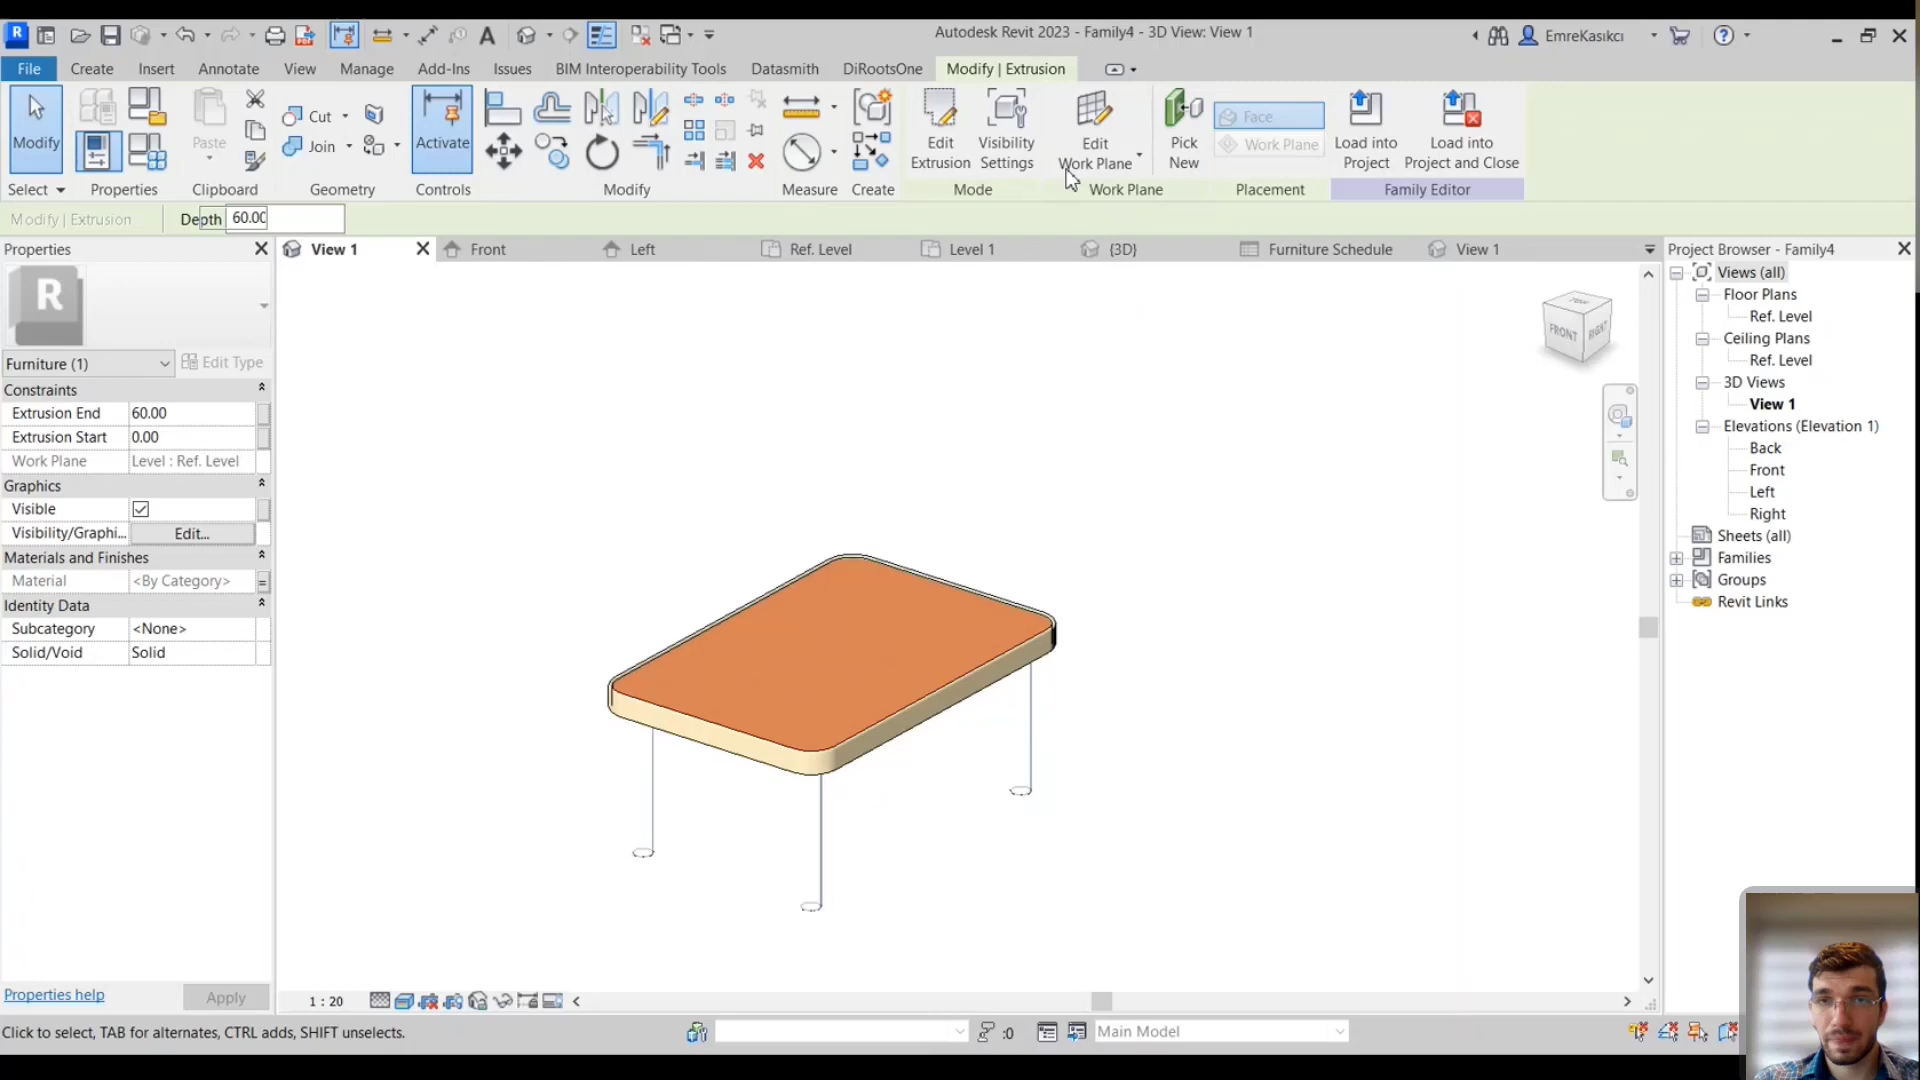 Autodesk Revit 2023 - Family4 - 3D View: View 1
EmreKasıkcı
File Create Insert Annotate View Manage Add-Ins Issues BIM Interoperability Tools Datasmith DiRootsOne Modify | Extrusion
Modify
Paste
Cut
Join
Activate
Edit Extrusion
Visibility Settings
Edit Work Plane
Pick New
Face
Work Plane
Load into Project
Load into Project and Close
Select Properties Clipboard Geometry Controls Modify Measure Create Mode Work Plane Placement Family Editor
Modify | Extrusion Depth 60.00
Properties
View 1 Front Left Ref. Level Level 1 {3D} Furniture Schedule View 1
Project Browser - Family4
R
Furniture (1) Edit Type
Constraints
Extrusion End 60.00
Extrusion Start 0.00
Work Plane Level : Ref. Level
Graphics
Visible
Visibility/Graphi... Edit...
Materials and Finishes
Material <By Category>
Identity Data
Subcategory <None>
Solid/Void Solid
TOP
FRONT RIGHT
Views (all)
Floor Plans
Ref. Level
Ceiling Plans
Ref. Level
3D Views
View 1
Elevations (Elevation 1)
Back
Front
Left
Right
Sheets (all)
Families
Groups
Revit Links
Properties help Apply
1 : 20
Click to select, TAB for alternates, CTRL adds, SHIFT unselects.
:0
Main Model